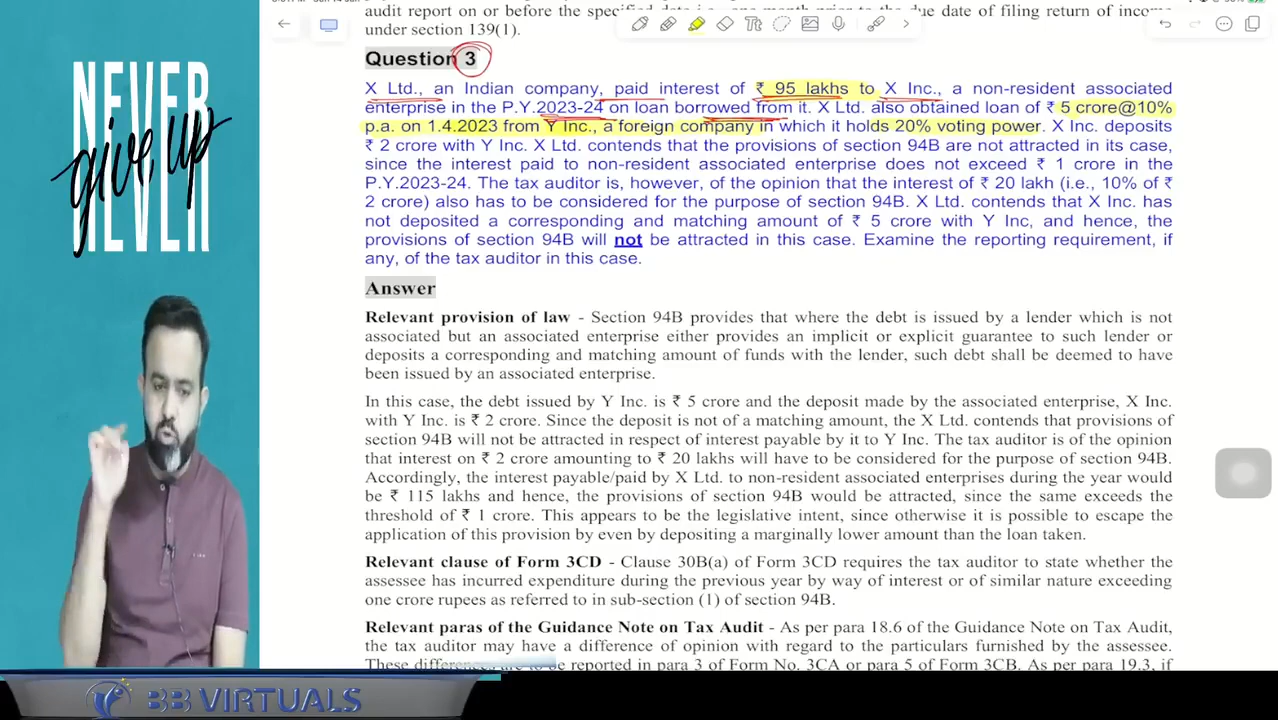 audit report on or before the specified date i.e., one month prior to the due date of filing return of income
under section 139(1).
Question 3
X Ltd., an Indian company, paid interest of ₹ 95 lakhs to X Inc., a non-resident associated
enterprise in the P.Y.2023-24 on loan borrowed from it. X Ltd. also obtained loan of ₹ 5 crore@10%
p.a. on 1.4.2023 from Y Inc., a foreign company in which it holds 20% voting power. X Inc. deposits
₹ 2 crore with Y Inc. X Ltd. contends that the provisions of section 94B are not attracted in its case,
since the interest paid to non-resident associated enterprise does not exceed ₹ 1 crore in the
P.Y.2023-24. The tax auditor is, however, of the opinion that the interest of ₹ 20 lakh (i.e., 10% of ₹
2 crore) also has to be considered for the purpose of section 94B. X Ltd. contends that X Inc. has
not deposited a corresponding and matching amount of ₹ 5 crore with Y Inc, and hence, the
provisions of section 94B will not be attracted in this case. Examine the reporting requirement, if
any, of the tax auditor in this case.
Answer
Relevant provision of law - Section 94B provides that where the debt is issued by a lender which is not
associated but an associated enterprise either provides an implicit or explicit guarantee to such lender or
deposits a corresponding and matching amount of funds with the lender, such debt shall be deemed to have
been issued by an associated enterprise.
In this case, the debt issued by Y Inc. is ₹ 5 crore and the deposit made by the associated enterprise, X Inc.
with Y Inc. is ₹ 2 crore. Since the deposit is not of a matching amount, the X Ltd. contends that provisions of
section 94B will not be attracted in respect of interest payable by it to Y Inc. The tax auditor is of the opinion
that interest on ₹ 2 crore amounting to ₹ 20 lakhs will have to be considered for the purpose of section 94B.
Accordingly, the interest payable/paid by X Ltd. to non-resident associated enterprises during the year would
be ₹ 115 lakhs and hence, the provisions of section 94B would be attracted, since the same exceeds the
threshold of ₹ 1 crore. This appears to be the legislative intent, since otherwise it is possible to escape the
application of this provision by even by depositing a marginally lower amount than the loan taken.
Relevant clause of Form 3CD - Clause 30B(a) of Form 3CD requires the tax auditor to state whether the
assessee has incurred expenditure during the previous year by way of interest or of similar nature exceeding
one crore rupees as referred to in sub-section (1) of section 94B.
Relevant paras of the Guidance Note on Tax Audit - As per para 18.6 of the Guidance Note on Tax Audit,
the tax auditor may have a difference of opinion with regard to the particulars furnished by the assessee.
These differences are to be reported in para 3 of Form No. 3CA or para 5 of Form 3CB. As per para 19.3, if
NEVER
give up
NEVER
BB VIRTUALS